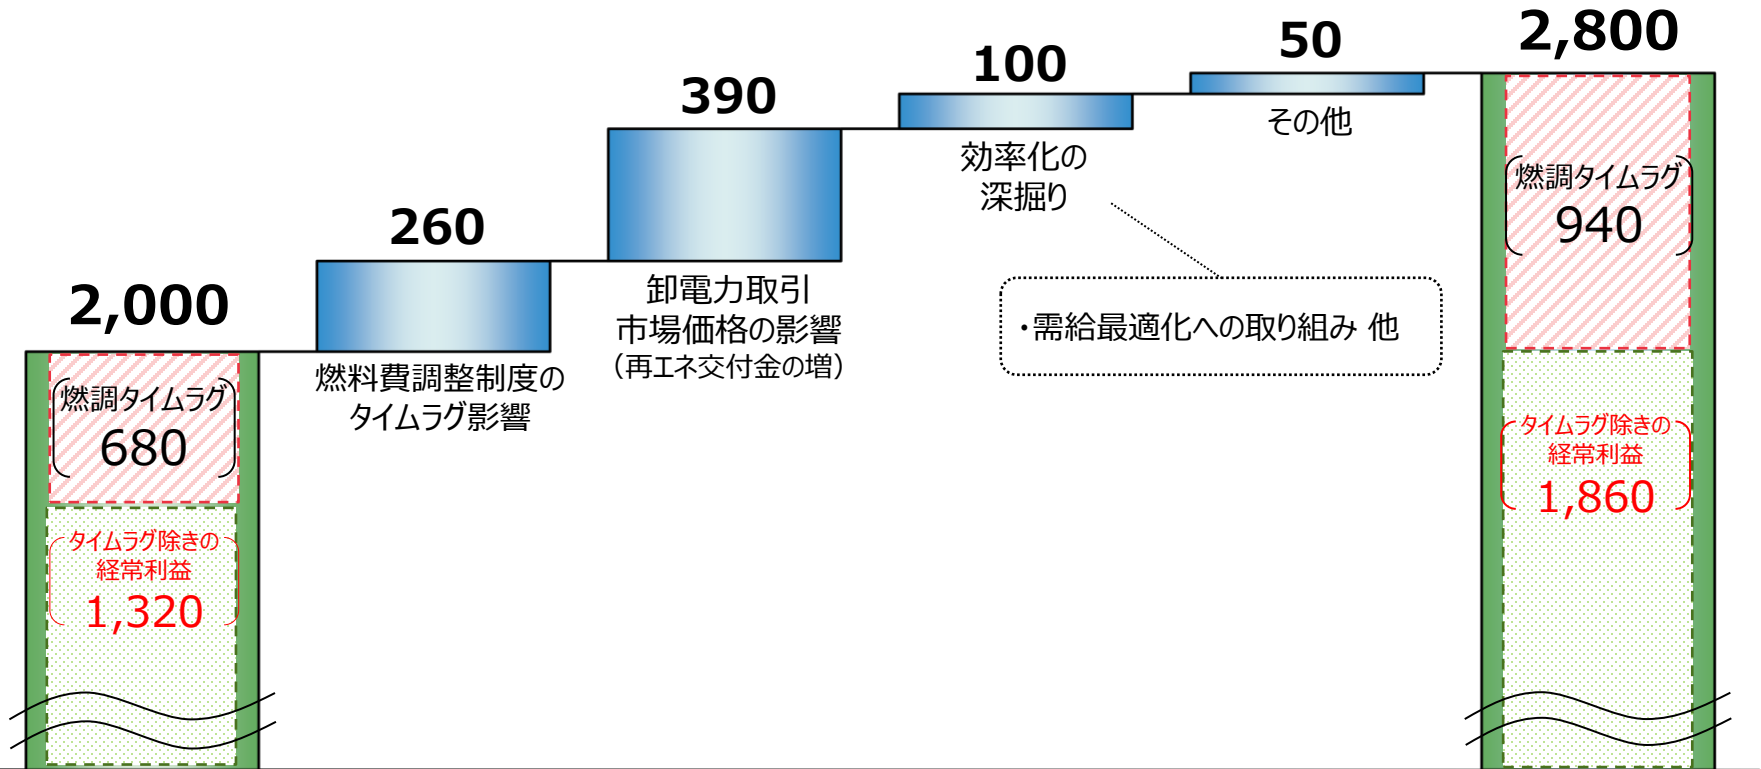 2,000
燃調タイムラグ
680
タイムラグ除きの
経常利益
1,320
260
燃料費調整制度の
タイムラグ影響
390
卸電力取引
市場価格の影響
(再エネ交付金の増)
100
効率化の
深掘り
・需給最適化への取り組み 他
50
その他
2,800
燃調タイムラグ
940
タイムラグ除きの
経常利益
1,860